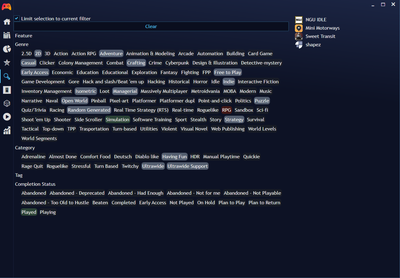 Limit selection to current filter
Clear
Feature
Genre
2.5D 2D 3D Action Action RPG Adventure Animation & Modeling Arcade Automation Building Card Game
Casual Clicker Colony Management Combat Crafting Crime Cyberpunk Design & Illustration Detective-mystery
Early Access Economic Education Educational Exploration Fantasy Fighting FPP Free to Play
Game Development Gore Hack and slash/Beat 'em up Hacking Historical Horror Idle Indie Interactive Fiction
Inventory Management Isometric Loot Managerial Massively Multiplayer Metroidvania MOBA Modern Music
Narrative Naval Open World Pinball Pixel art Platformer Platformer dupl Point-and-click Politics Puzzle
Quiz/Trivia Racing Random Generated Real Time Strategy (RTS) Real-time Roguelike RPG Sandbox Sci-fi
Shoot 'em Up Shooter Side Scroller Simulation Software Training Sport Stealth Story Strategy Survival
Tactical Top-down TPP Trasportation Turn-based Utilities Violent Visual Novel Web Publishing World Levels
World Segments
Category
Adrenaline Almost Done Comfort Food Deutsch Diablo like Having Fun HDR Manual Playtime Quickie
Rage Quit Roguelike Stressful Turn Based Twitchy Ultrawide Ultrawide Support
Tag
Completion Status
Abandoned Abandoned - Deprecated Abandoned - Had Enough Abandoned - Not for me Abandoned - Not Playable
Abandoned - Too Old to Hustle Beaten Completed Early Access Not Played On Hold Plan to Play Plan to Return
Played Playing
NGU IDLE
Mini Motorways
Sweet Transit
shapez